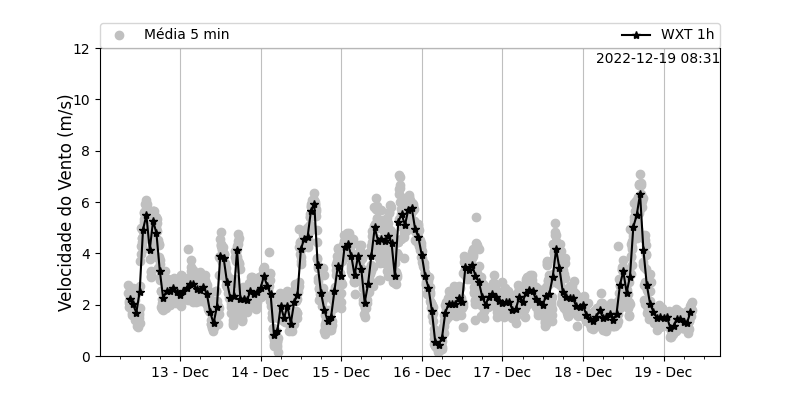 Média 5 min
WXT 1h
2022-12-19 08:31
Velocidade do Vento (m/s)
12
10
8
6
4
2
0
13 - Dec
14 - Dec
15 - Dec
16 - Dec
17 - Dec
18 - Dec
19 - Dec